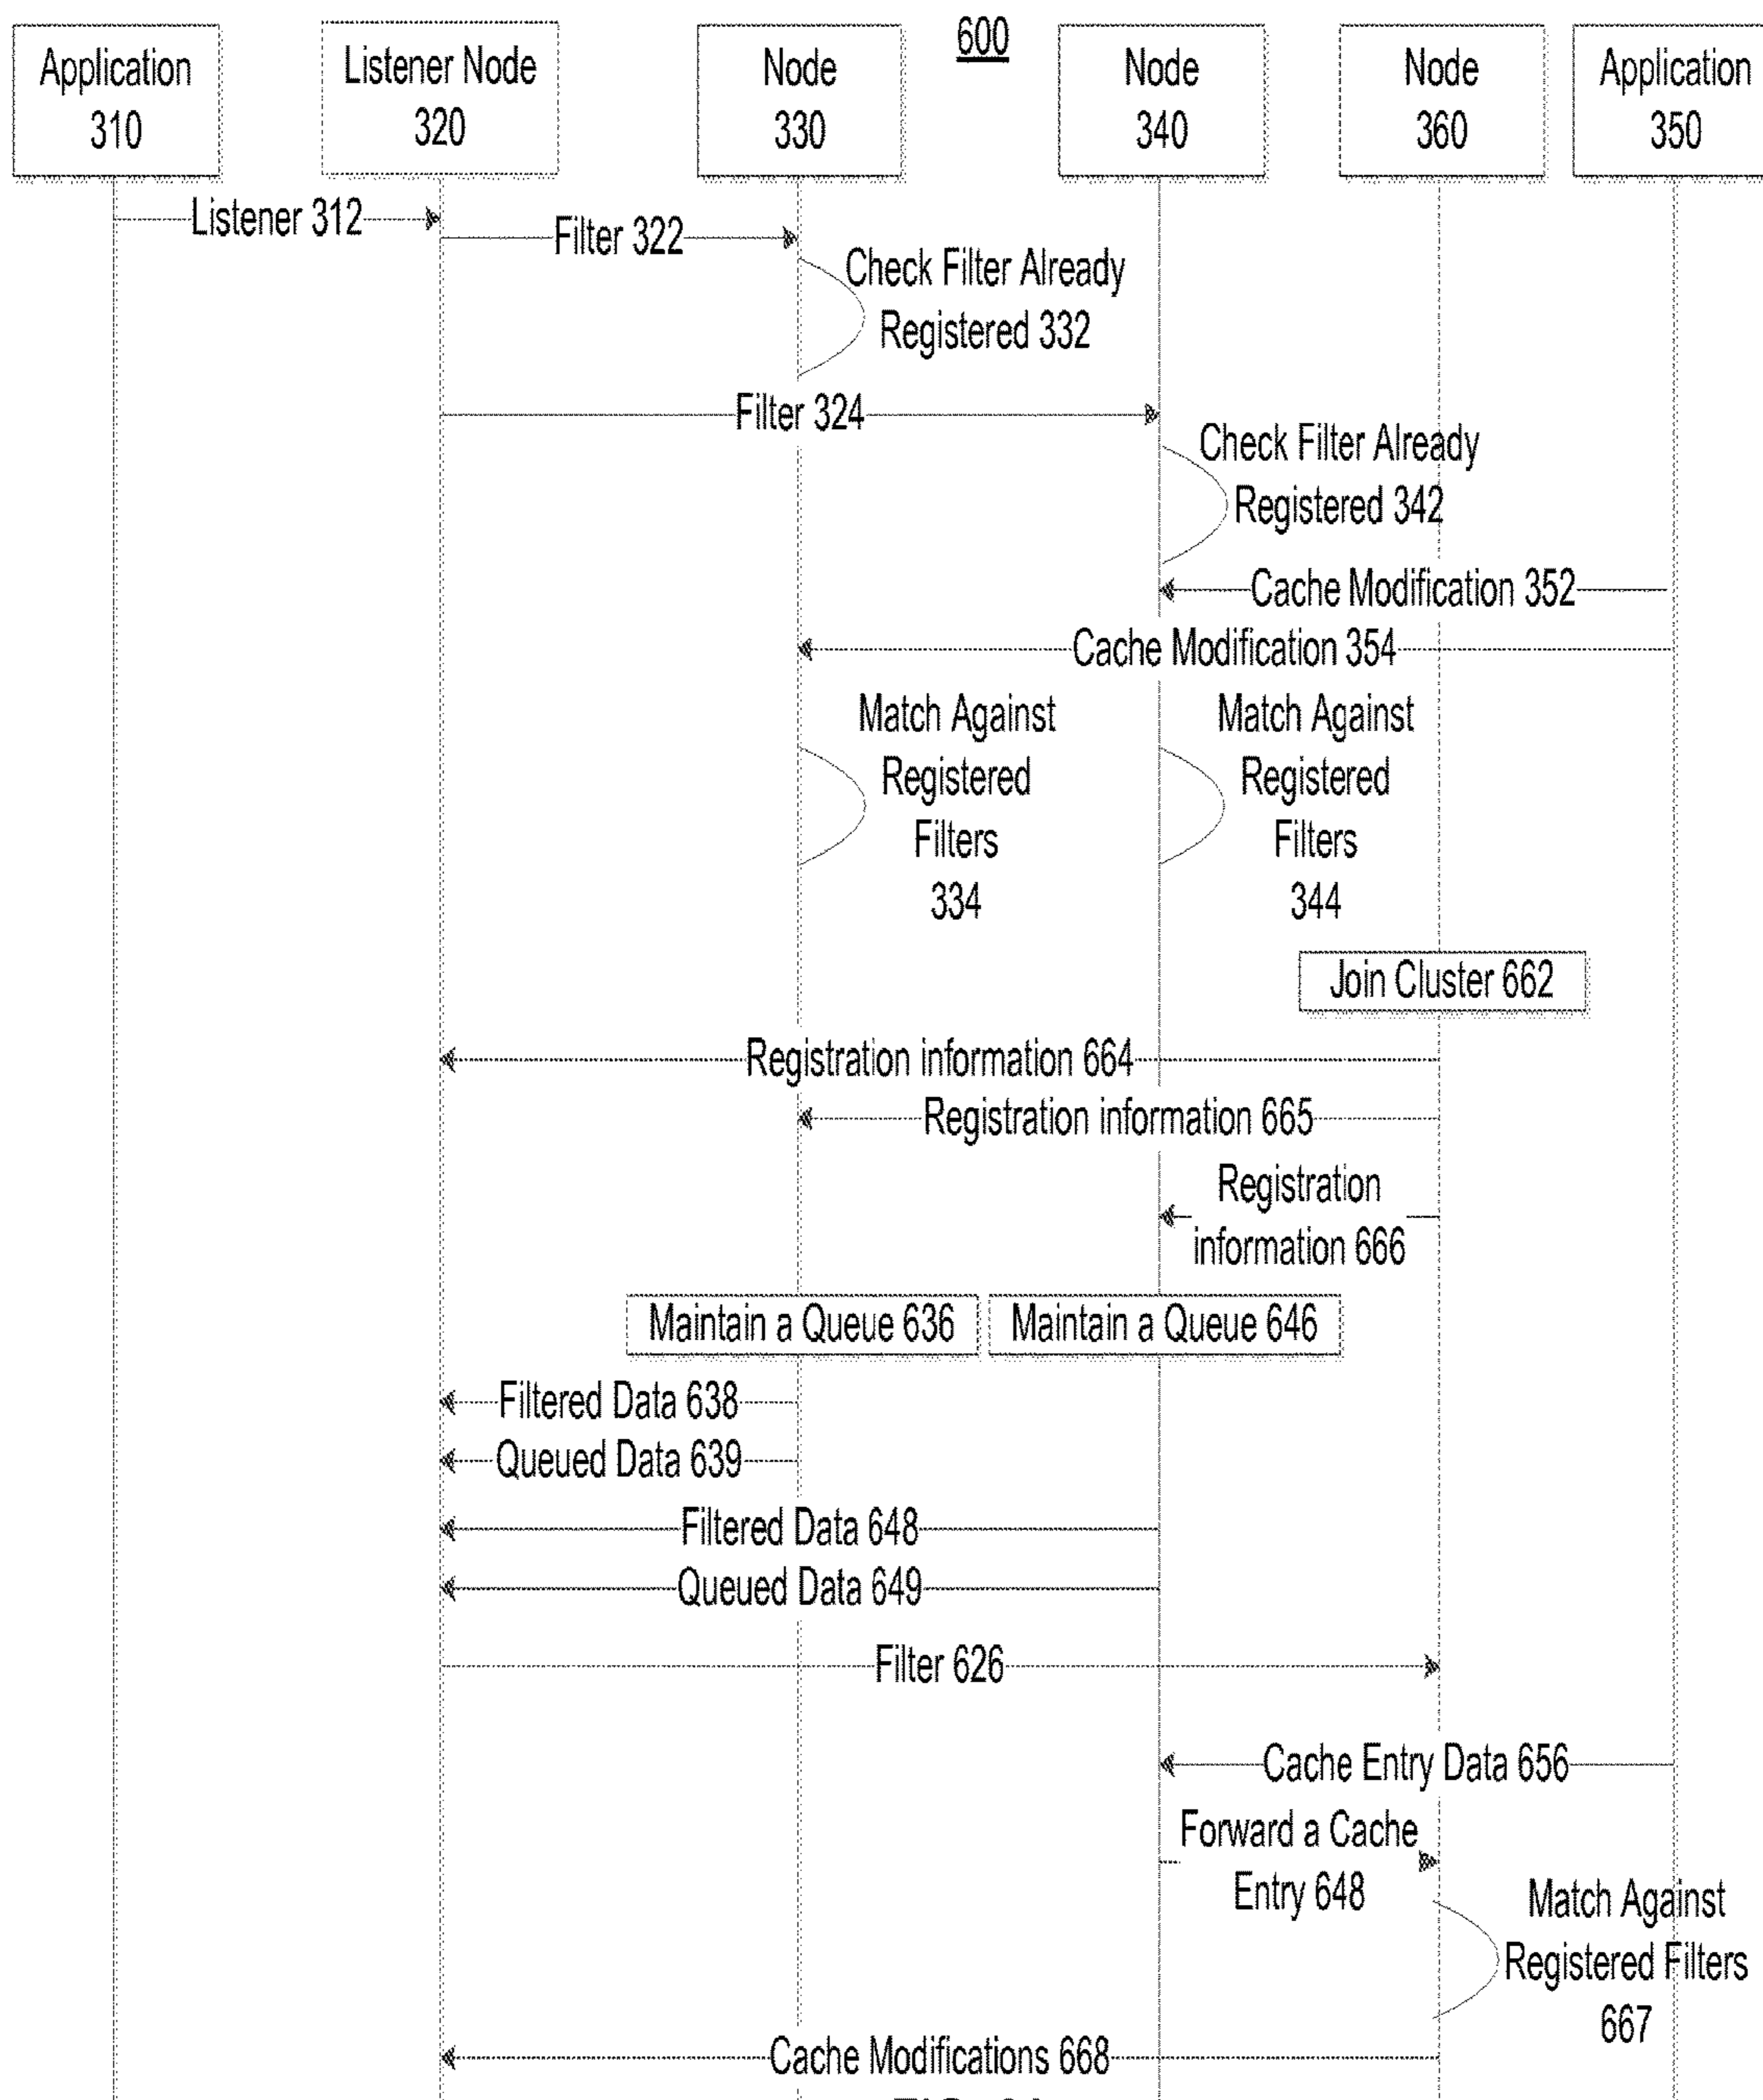 600
Application
310
Listener Node
320
Node
330
Node
340
Node
360
Application
350
Listener 312
Filter 322
Check Filter Already
Registered 332
Filter 324
Check Filter Already
Registered 342
Cache Modification 352
Cache Modification 354
Match Against
Registered
Filters
334
Match Against
Registered
Filters
344
Join Cluster 662
Registration information 664
Registration information 665
Registration
information 666
Maintain a Queue 636
Maintain a Queue 646
Filtered Data 638
Queued Data 639
Filtered Data 648
Queued Data 649
Filter 626
Cache Entry Data 656
Forward a Cache
Entry 648
Match Against
Registered Filters
667
Cache Modifications 668